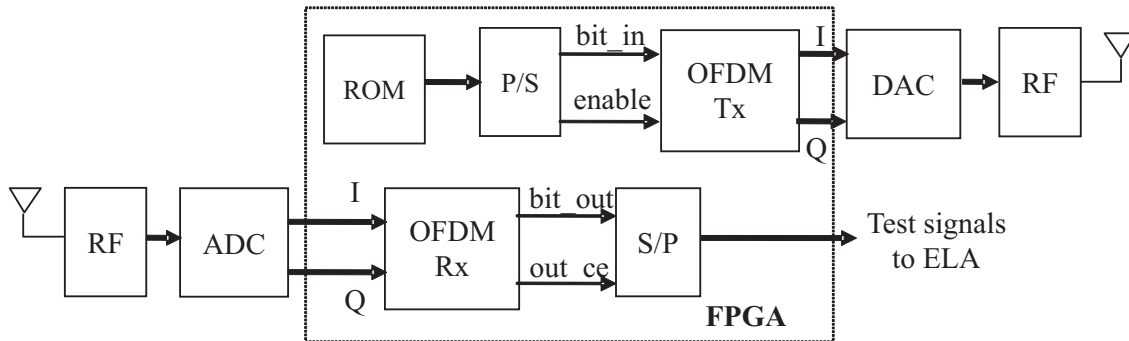 ROM
P/S
bit_in
enable
OFDM
Tx
I
Q
DAC
RF
RF
ADC
I
Q
OFDM
Rx
bit_out
out_ce
S/P
Test signals
to ELA
FPGA